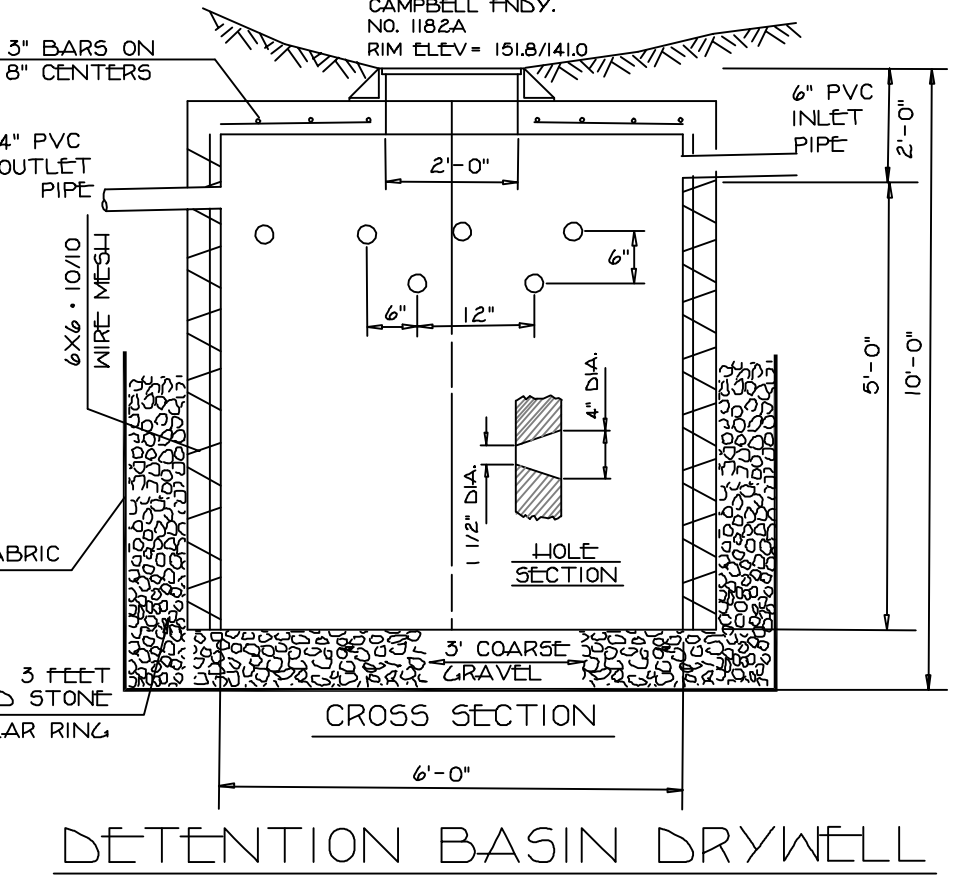 CAMPBELL FNDY.
NO. 1182A
RIM ELEV= 151.8/141.0
3" BARS ON
8" CENTERS
6" PVC
INLET
PIPE
2'-0"
4" PVC
OUTLET
PIPE
2'-0"
6X6 • 10/10
WIRE MESH
6"
6"
12"
5'-0"
10'-0"
4" DIA.
1 1/2" DIA.
HOLE
SECTION
ABRIC
3' COARSE
GRAVEL
3 FEET
D STONE
LAR RING
CROSS SECTION
6'-0"
DETENTION BASIN DRYWELL